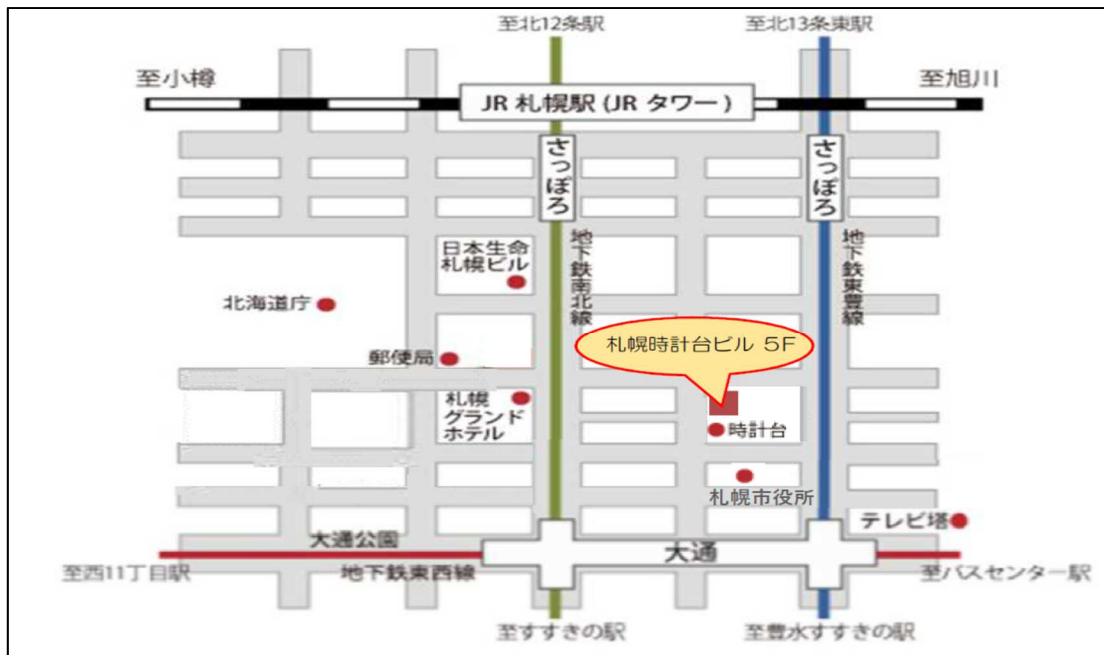 至北12条駅
至北13条東駅
至小樽
至旭川
JR 札幌駅 (JR タワー)
さっぽろ
さっぽろ
日本生命
札幌ビル
地下鉄南北線
地下鉄東豊線
北海道庁
札幌時計台ビル 5F
郵便局
札幌
グランド
ホテル
時計台
札幌市役所
テレビ塔
大通公園
大通
至西11丁目駅
地下鉄東西線
至バスセンター駅
至すすきの駅
至豊水すすきの駅